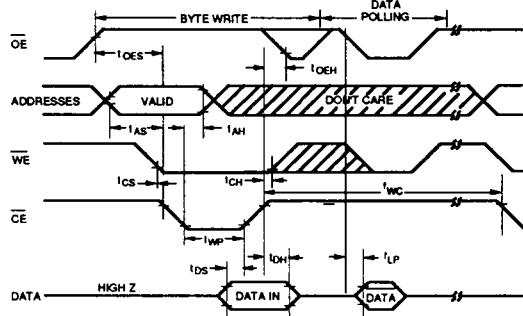 BYTE WRITE
DATA
POLLING
OE
tOES
tOEH
ADDRESSES
VALID
DON'T CARE
tAS
tAH
WE
tCS
tCH
tWC
CE
tWP
tDS
tDH
tLP
DATA
HIGH Z
DATA IN
DATA